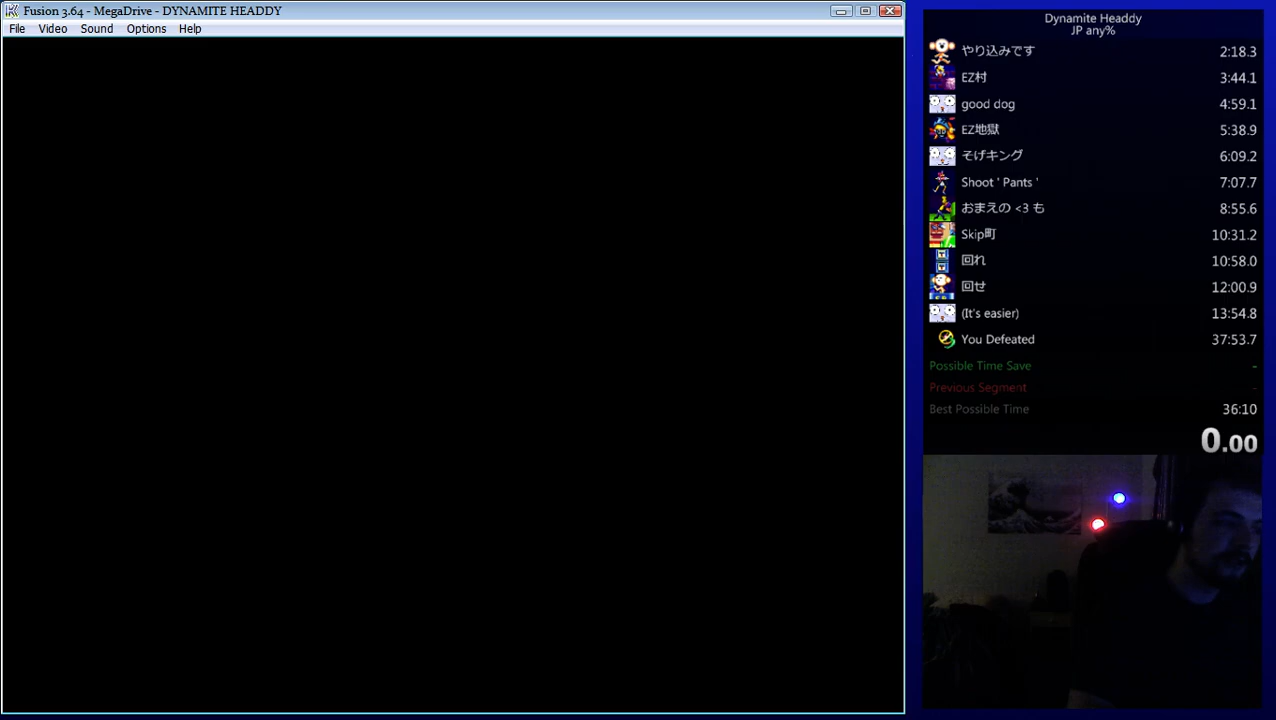 Fusion 3.64 - MegaDrive - DYNAMITE HEADDY
File Video Sound Options Help
Dynamite Headdy
JP any%
やり込みです 2:18.3
EZ村 3:44.1
good dog 4:59.1
EZ地獄 5:38.9
そげキング 6:09.2
Shoot ' Pants ' 7:07.7
おまえの <3 も 8:55.6
Skip町 10:31.2
回れ 10:58.0
回せ 12:00.9
(It's easier) 13:54.8
You Defeated 37:53.7
Possible Time Save -
Previous Segment -
Best Possible Time 36:10
0.00